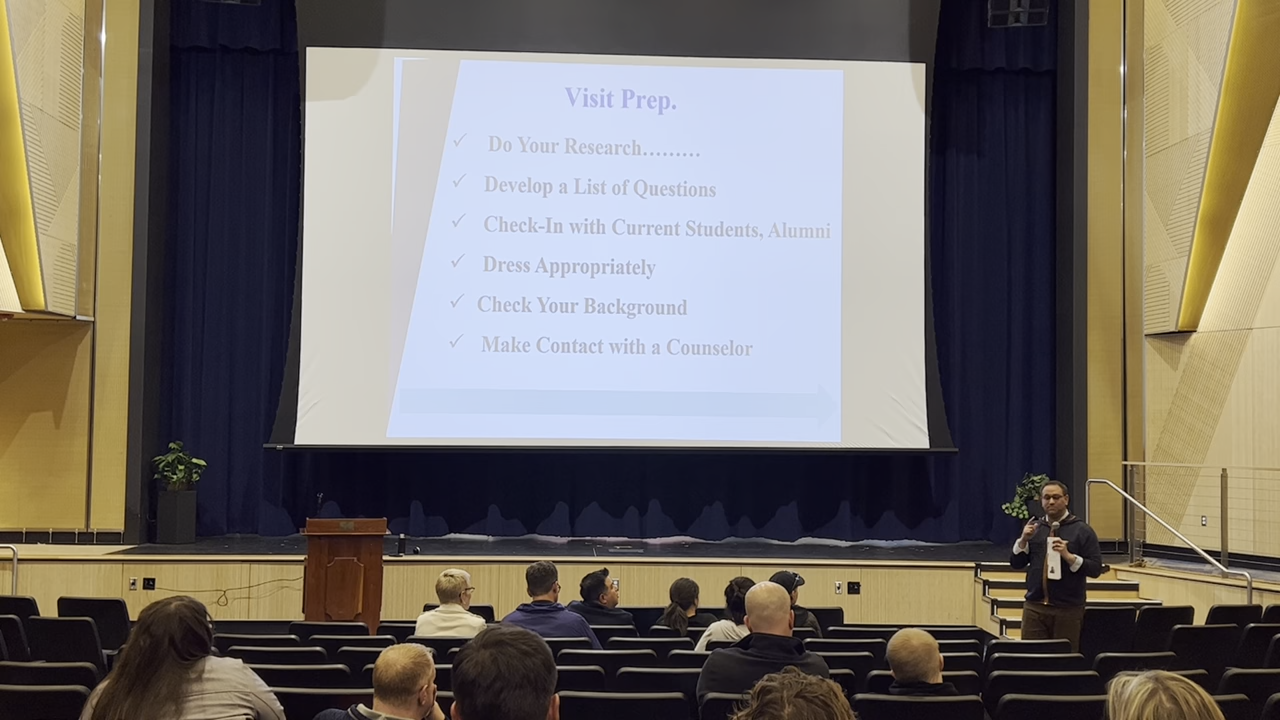 Visit Prep.
✓ Do Your Research.........
✓ Develop a List of Questions
✓ Check-In with Current Students, Alumni
✓ Dress Appropriately
✓ Check Your Background
✓ Make Contact with a Counselor